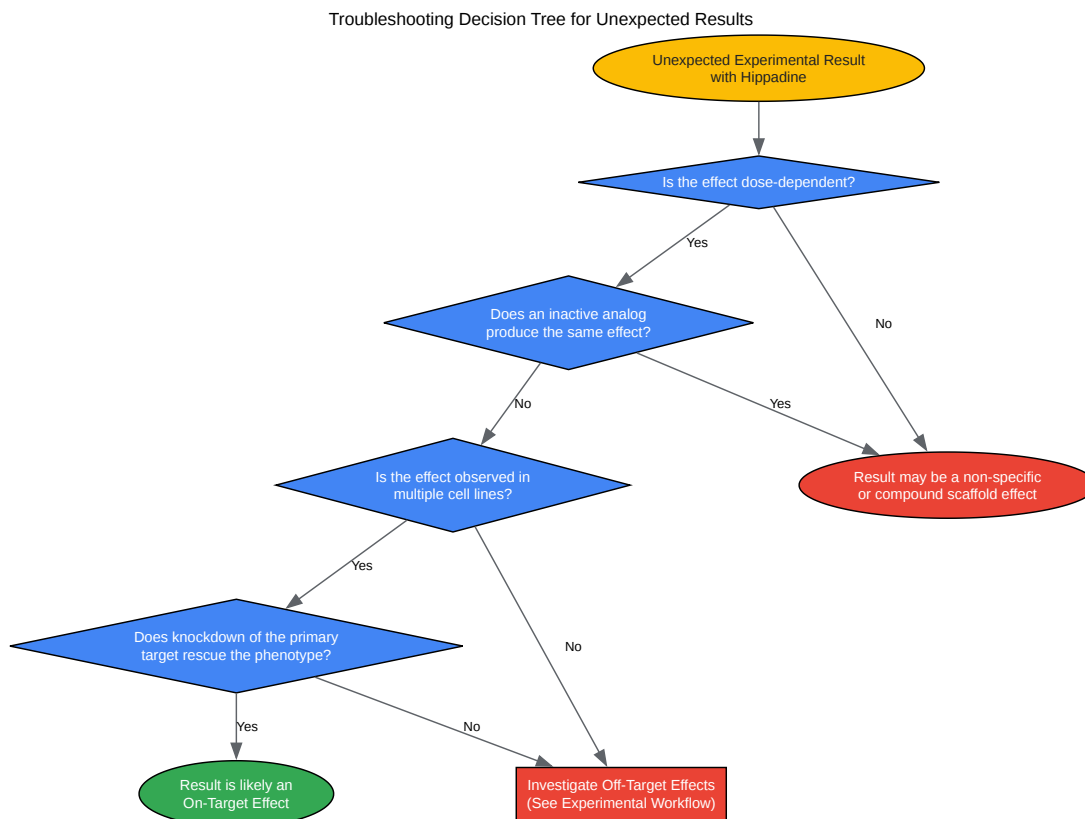 Troubleshooting Decision Tree for Unexpected Results
Unexpected Experimental Result
with Hippadine
Is the effect dose-dependent?
Yes
No
Does an inactive analog
produce the same effect?
No
Yes
Is the effect observed in
multiple cell lines?
Result may be a non-specific
or compound scaffold effect
Yes
No
Does knockdown of the primary
target rescue the phenotype?
Yes
No
Result is likely an
On-Target Effect
Investigate Off-Target Effects
(See Experimental Workflow)